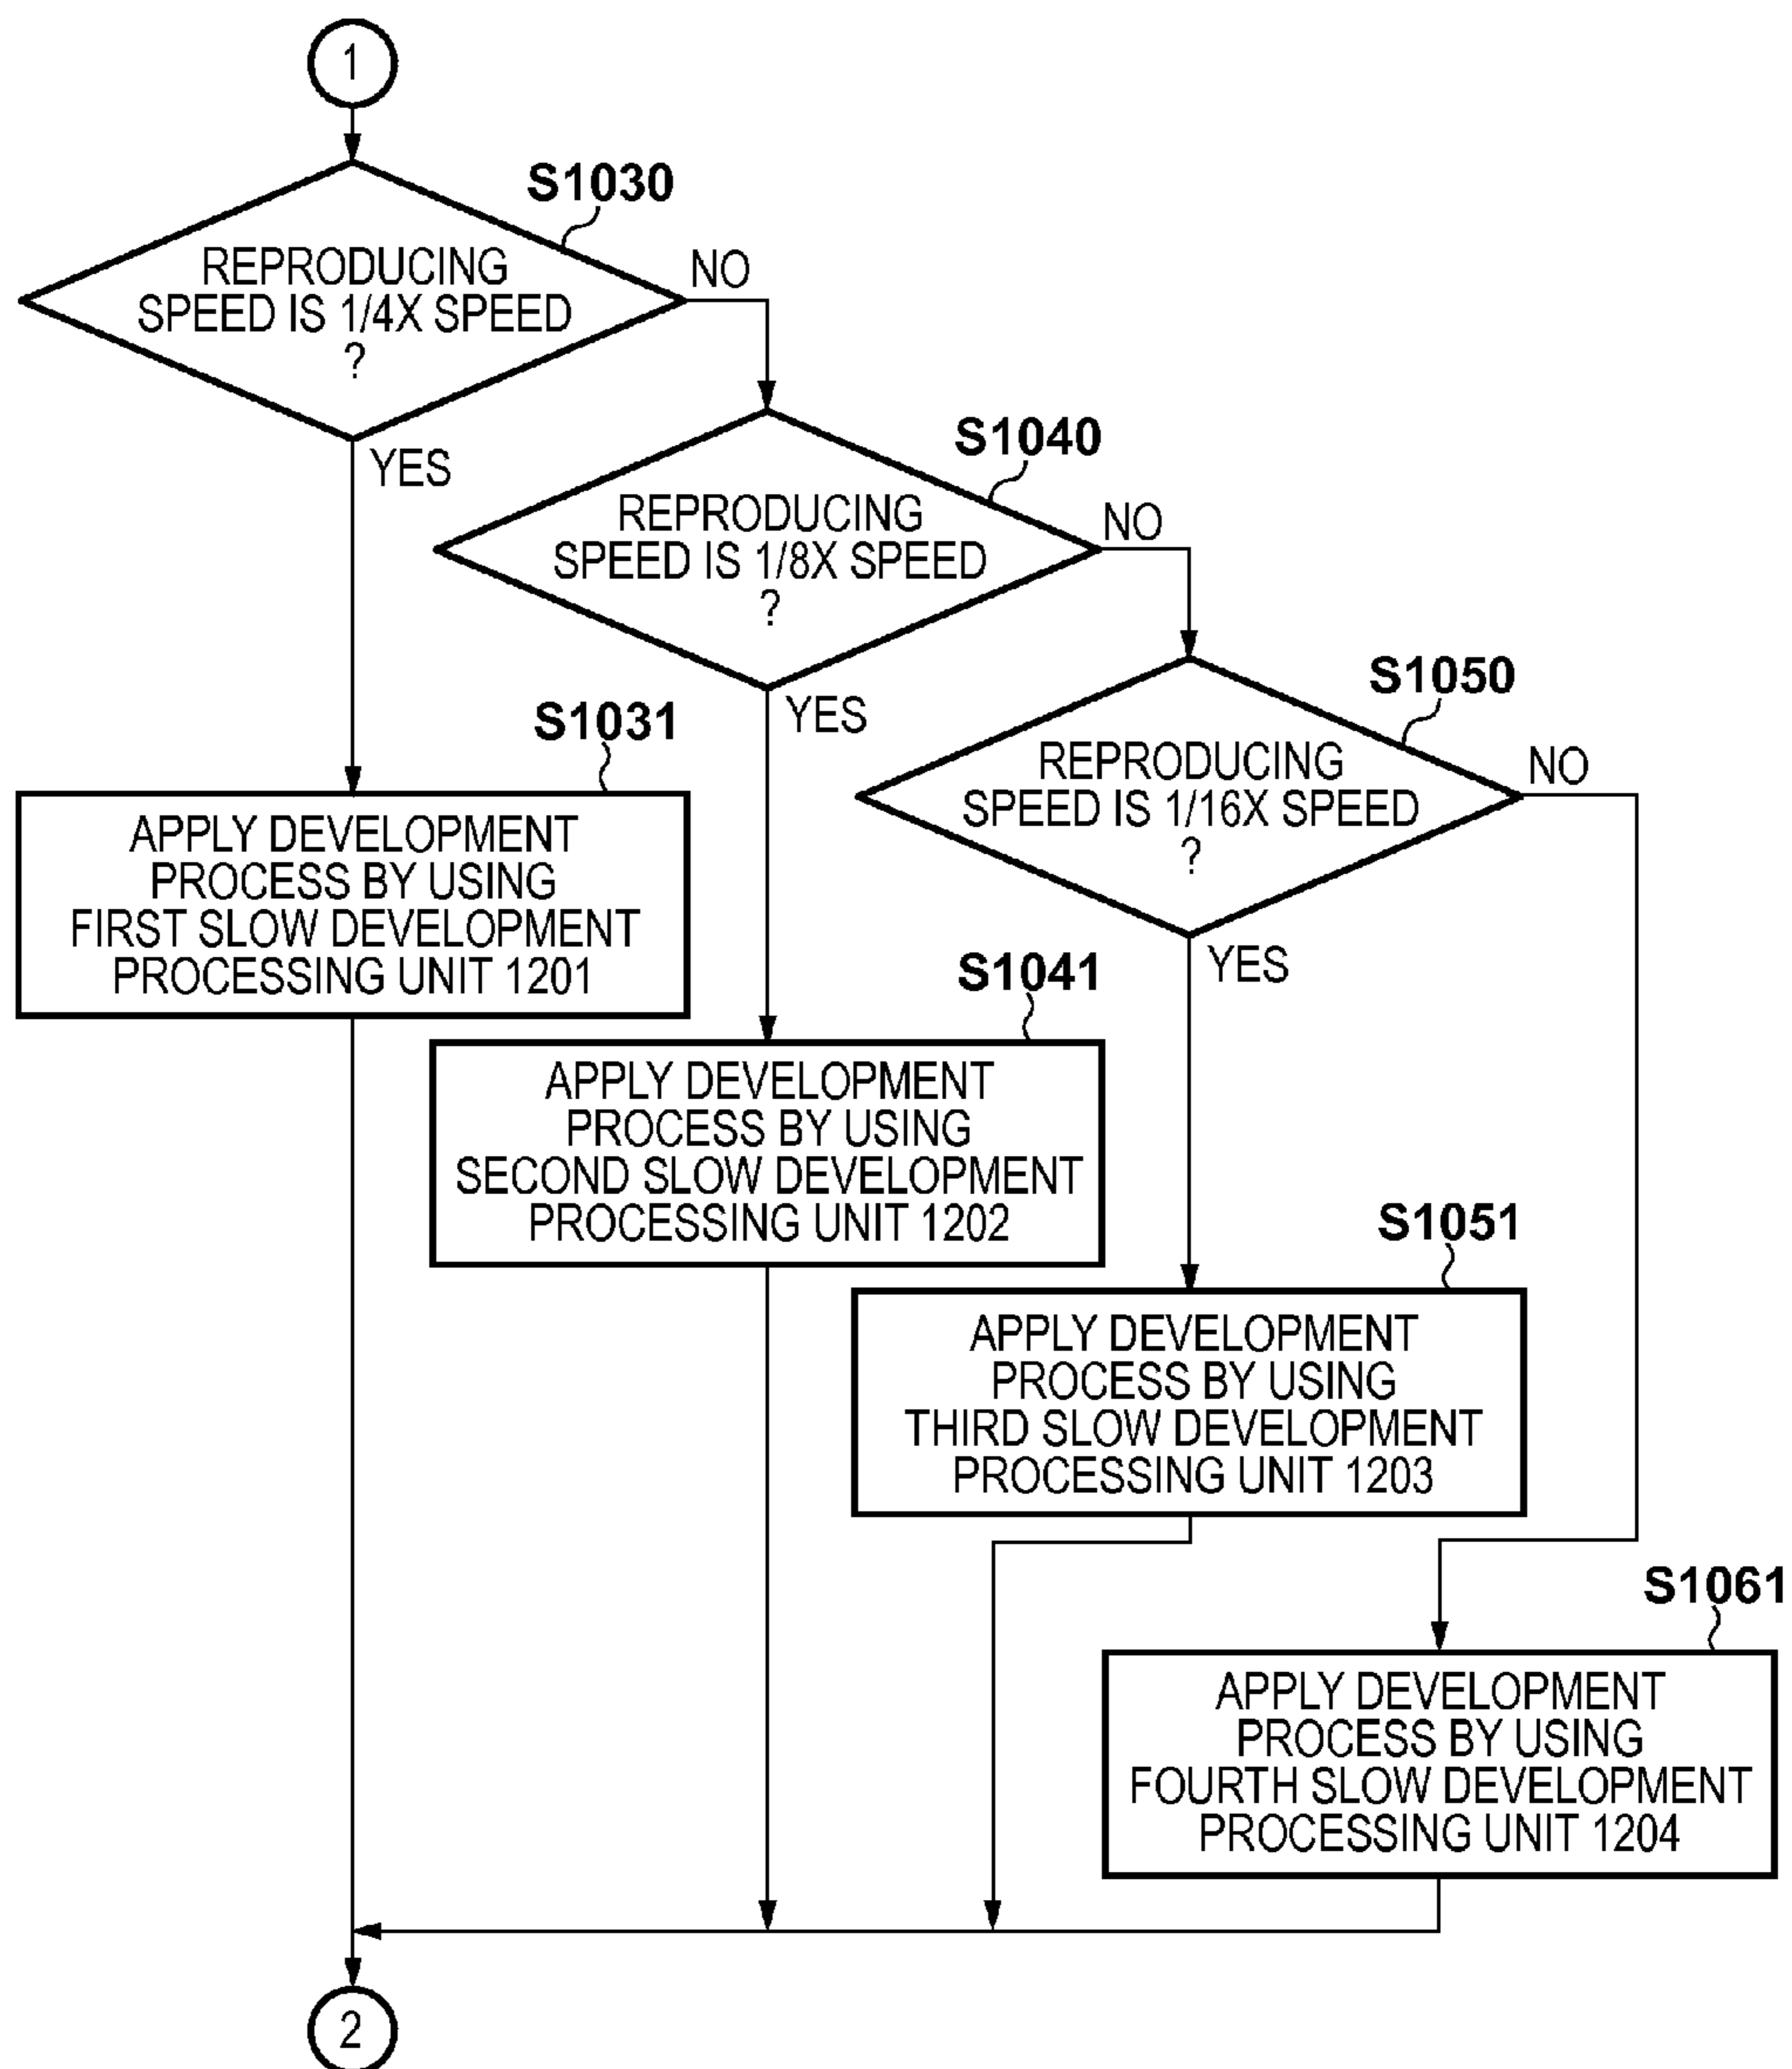 1
S1030
REPRODUCING
SPEED IS 1/4X SPEED
?
NO
YES
S1040
REPRODUCING
SPEED IS 1/8X SPEED
?
NO
YES
S1050
REPRODUCING
SPEED IS 1/16X SPEED
?
NO
YES
S1031
APPLY DEVELOPMENT
PROCESS BY USING
FIRST SLOW DEVELOPMENT
PROCESSING UNIT 1201
S1041
APPLY DEVELOPMENT
PROCESS BY USING
SECOND SLOW DEVELOPMENT
PROCESSING UNIT 1202
S1051
APPLY DEVELOPMENT
PROCESS BY USING
THIRD SLOW DEVELOPMENT
PROCESSING UNIT 1203
S1061
APPLY DEVELOPMENT
PROCESS BY USING
FOURTH SLOW DEVELOPMENT
PROCESSING UNIT 1204
2